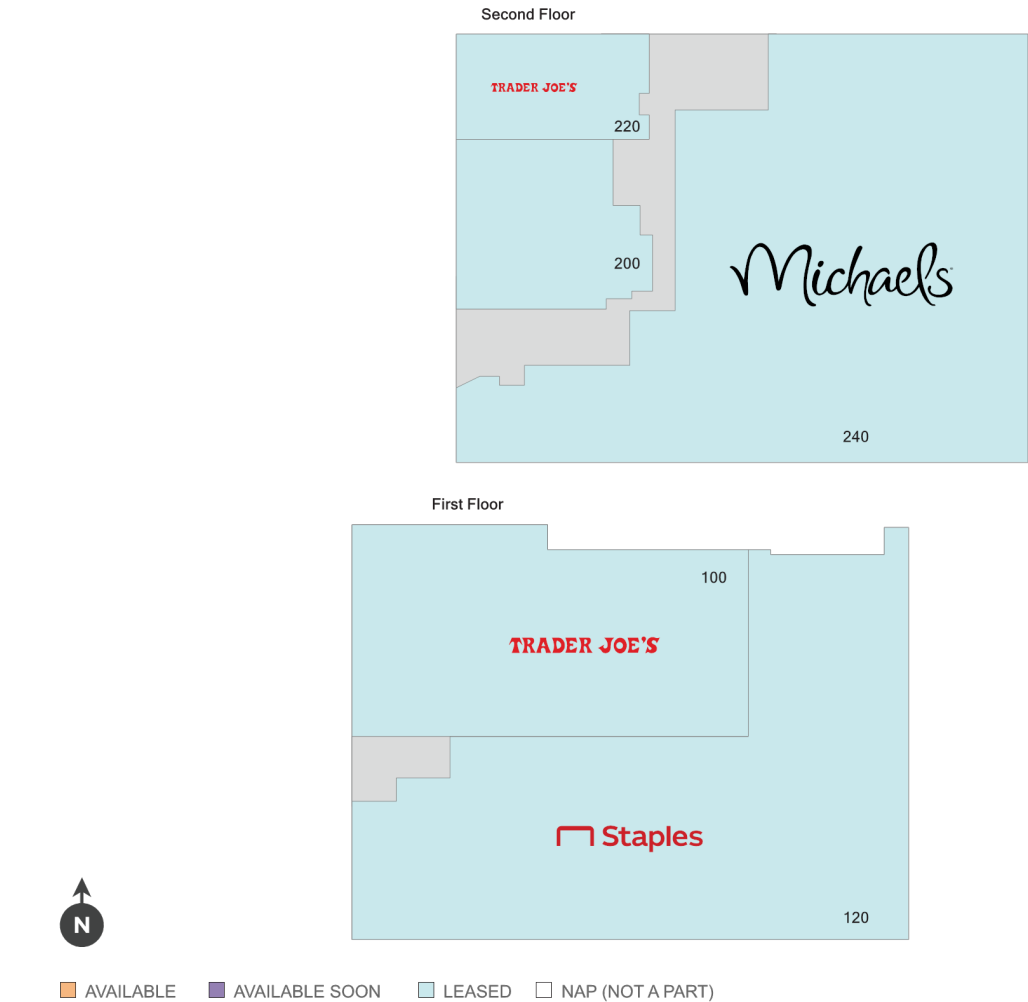 Second Floor
TRADER JOE'S
220
200
Michaels
240
First Floor
100
TRADER JOE'S
Staples
120
N
AVAILABLE AVAILABLE SOON LEASED NAP (NOT A PART)